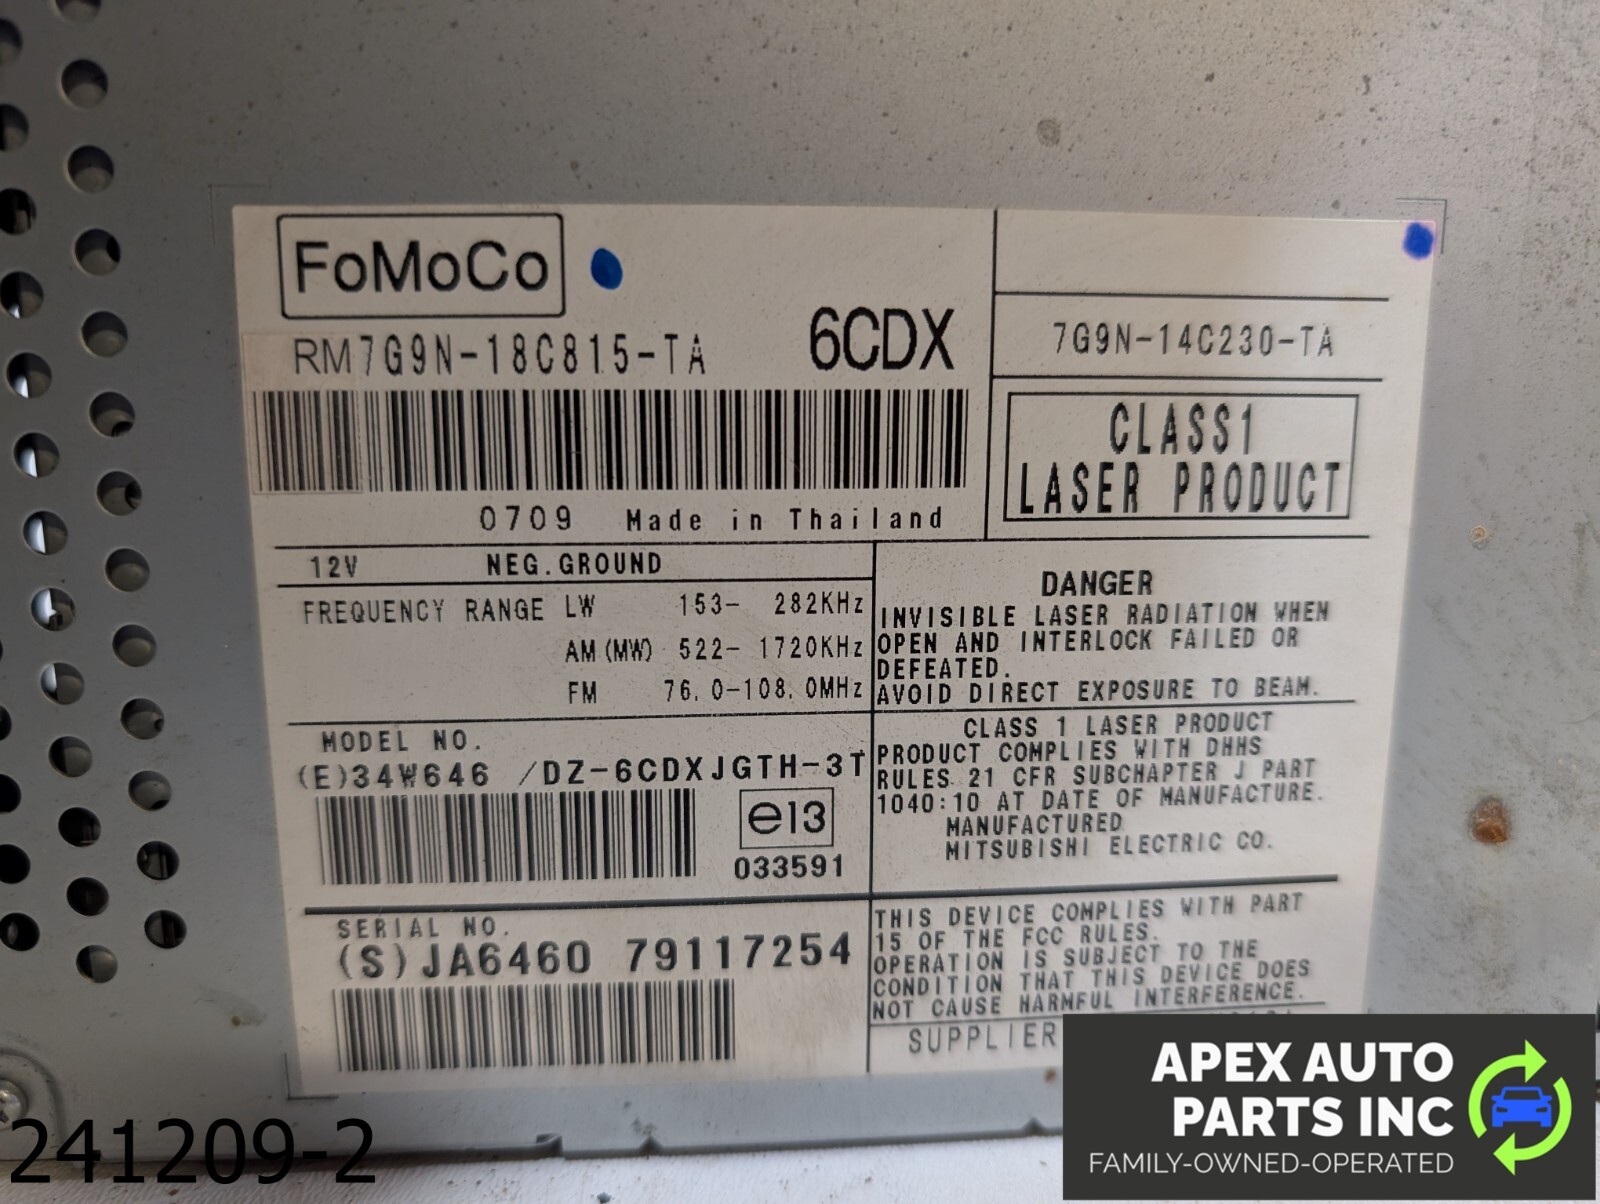 FoMoCo
RM7G9N-18C815-TA
6CDX
7G9N-14C230-TA
CLASS1
LASER PRODUCT
0709 Made in Thailand
12V NEG.GROUND
FREQUENCY RANGE LW 153- 282KHz
AM(MW) 522- 1720KHz
FM 76.0-108.0MHz
DANGER
INVISIBLE LASER RADIATION WHEN
OPEN AND INTERLOCK FAILED OR
DEFEATED.
AVOID DIRECT EXPOSURE TO BEAM.
MODEL NO.
(E)34W646 /DZ-6CDXJGTH-3T
e13
033591
CLASS 1 LASER PRODUCT
PRODUCT COMPLIES WITH DHHS
RULES 21 CFR SUBCHAPTER J PART
1040:10 AT DATE OF MANUFACTURE.
MANUFACTURED
MITSUBISHI ELECTRIC CO.
SERIAL NO.
(S)JA6460 79117254
THIS DEVICE COMPLIES WITH PART
15 OF THE FCC RULES.
OPERATION IS SUBJECT TO THE
CONDITION THAT THIS DEVICE DOES
NOT CAUSE HARMFUL INTERFERENCE.
SUPPLIER
APEX AUTO
PARTS INC
FAMILY-OWNED-OPERATED
241209-2